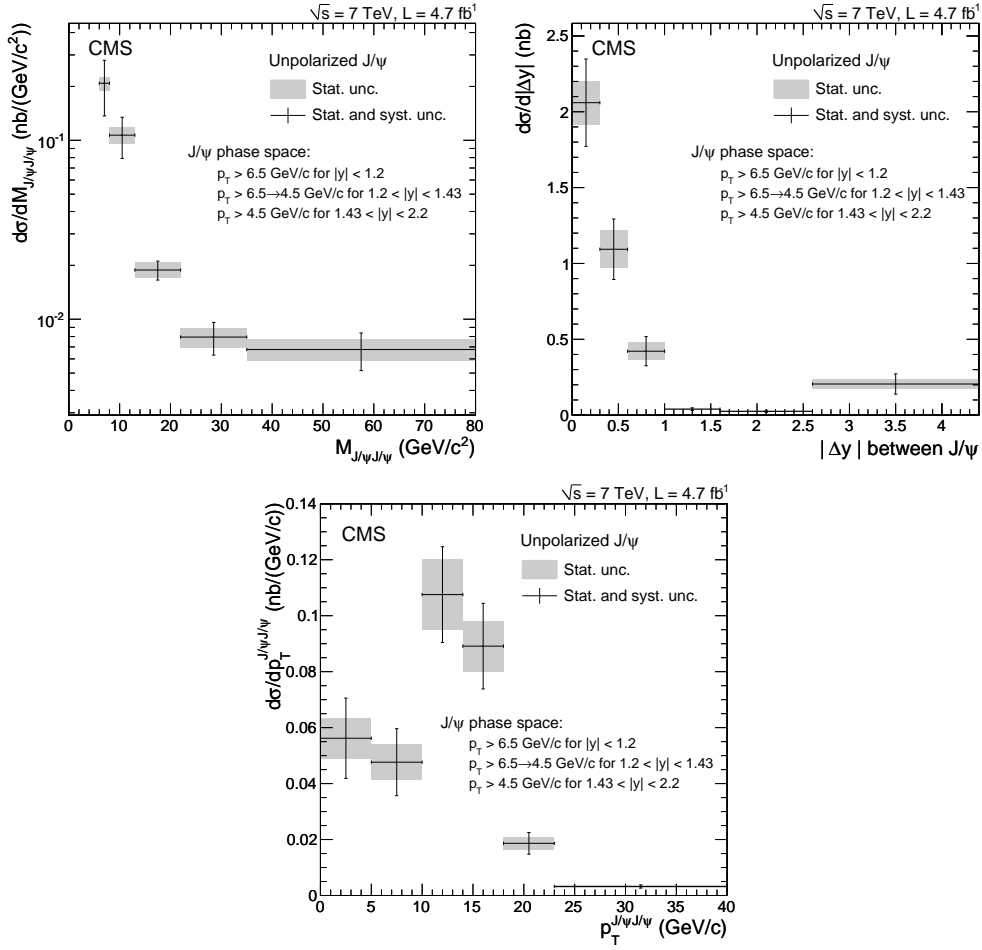 √s = 7 TeV, L = 4.7 fb⁻¹
CMS
Unpolarized J/ψ
Stat. unc.
Stat. and syst. unc.
J/ψ phase space:
p_T > 6.5 GeV/c for |y| < 1.2
p_T > 6.5→4.5 GeV/c for 1.2 < |y| < 1.43
p_T > 4.5 GeV/c for 1.43 < |y| < 2.2
dσ/dM_J/ψJ/ψ (nb/(GeV/c²))
10⁻¹
10⁻²
0 10 20 30 40 50 60 70 80
M_J/ψJ/ψ (GeV/c²)
√s = 7 TeV, L = 4.7 fb⁻¹
CMS
Unpolarized J/ψ
Stat. unc.
Stat. and syst. unc.
J/ψ phase space:
p_T > 6.5 GeV/c for |y| < 1.2
p_T > 6.5→4.5 GeV/c for 1.2 < |y| < 1.43
p_T > 4.5 GeV/c for 1.43 < |y| < 2.2
dσ/d|Δy| (nb)
2.5
2
1.5
1
0.5
0
0 0.5 1 1.5 2 2.5 3 3.5 4
|Δy| between J/ψ
√s = 7 TeV, L = 4.7 fb⁻¹
CMS
Unpolarized J/ψ
Stat. unc.
Stat. and syst. unc.
J/ψ phase space:
p_T > 6.5 GeV/c for |y| < 1.2
p_T > 6.5→4.5 GeV/c for 1.2 < |y| < 1.43
p_T > 4.5 GeV/c for 1.43 < |y| < 2.2
dσ/dp_T^J/ψJ/ψ (nb/(GeV/c))
0.14
0.12
0.1
0.08
0.06
0.04
0.02
0
0 5 10 15 20 25 30 35 40
p_T^J/ψJ/ψ (GeV/c)